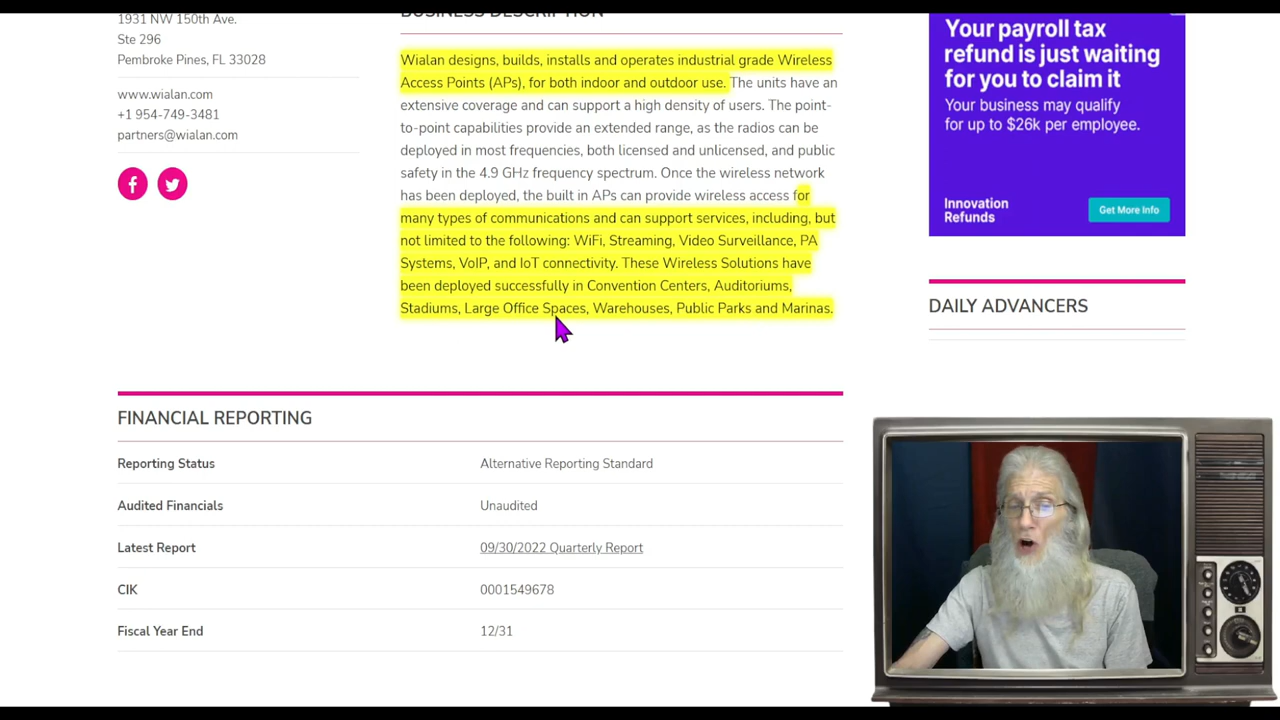 1931 NW 150th Ave.
Ste 296
Pembroke Pines, FL 33028
www.wialan.com
+1 954-749-3481
partners@wialan.com
BUSINESS DESCRIPTION
Wialan designs, builds, installs and operates industrial grade Wireless
Access Points (APs), for both indoor and outdoor use. The units have an
extensive coverage and can support a high density of users. The point-
to-point capabilities provide an extended range, as the radios can be
deployed in most frequencies, both licensed and unlicensed, and public
safety in the 4.9 GHz frequency spectrum. Once the wireless network
has been deployed, the built in APs can provide wireless access for
many types of communications and can support services, including, but
not limited to the following: WiFi, Streaming, Video Surveillance, PA
Systems, VoIP, and IoT connectivity. These Wireless Solutions have
been deployed successfully in Convention Centers, Auditoriums,
Stadiums, Large Office Spaces, Warehouses, Public Parks and Marinas.
Your payroll tax
refund is just waiting
for you to claim it
Your business may qualify
for up to $26k per employee.
Innovation
Refunds
Get More Info
DAILY ADVANCERS
FINANCIAL REPORTING
Reporting Status Alternative Reporting Standard
Audited Financials Unaudited
Latest Report 09/30/2022 Quarterly Report
CIK 0001549678
Fiscal Year End 12/31